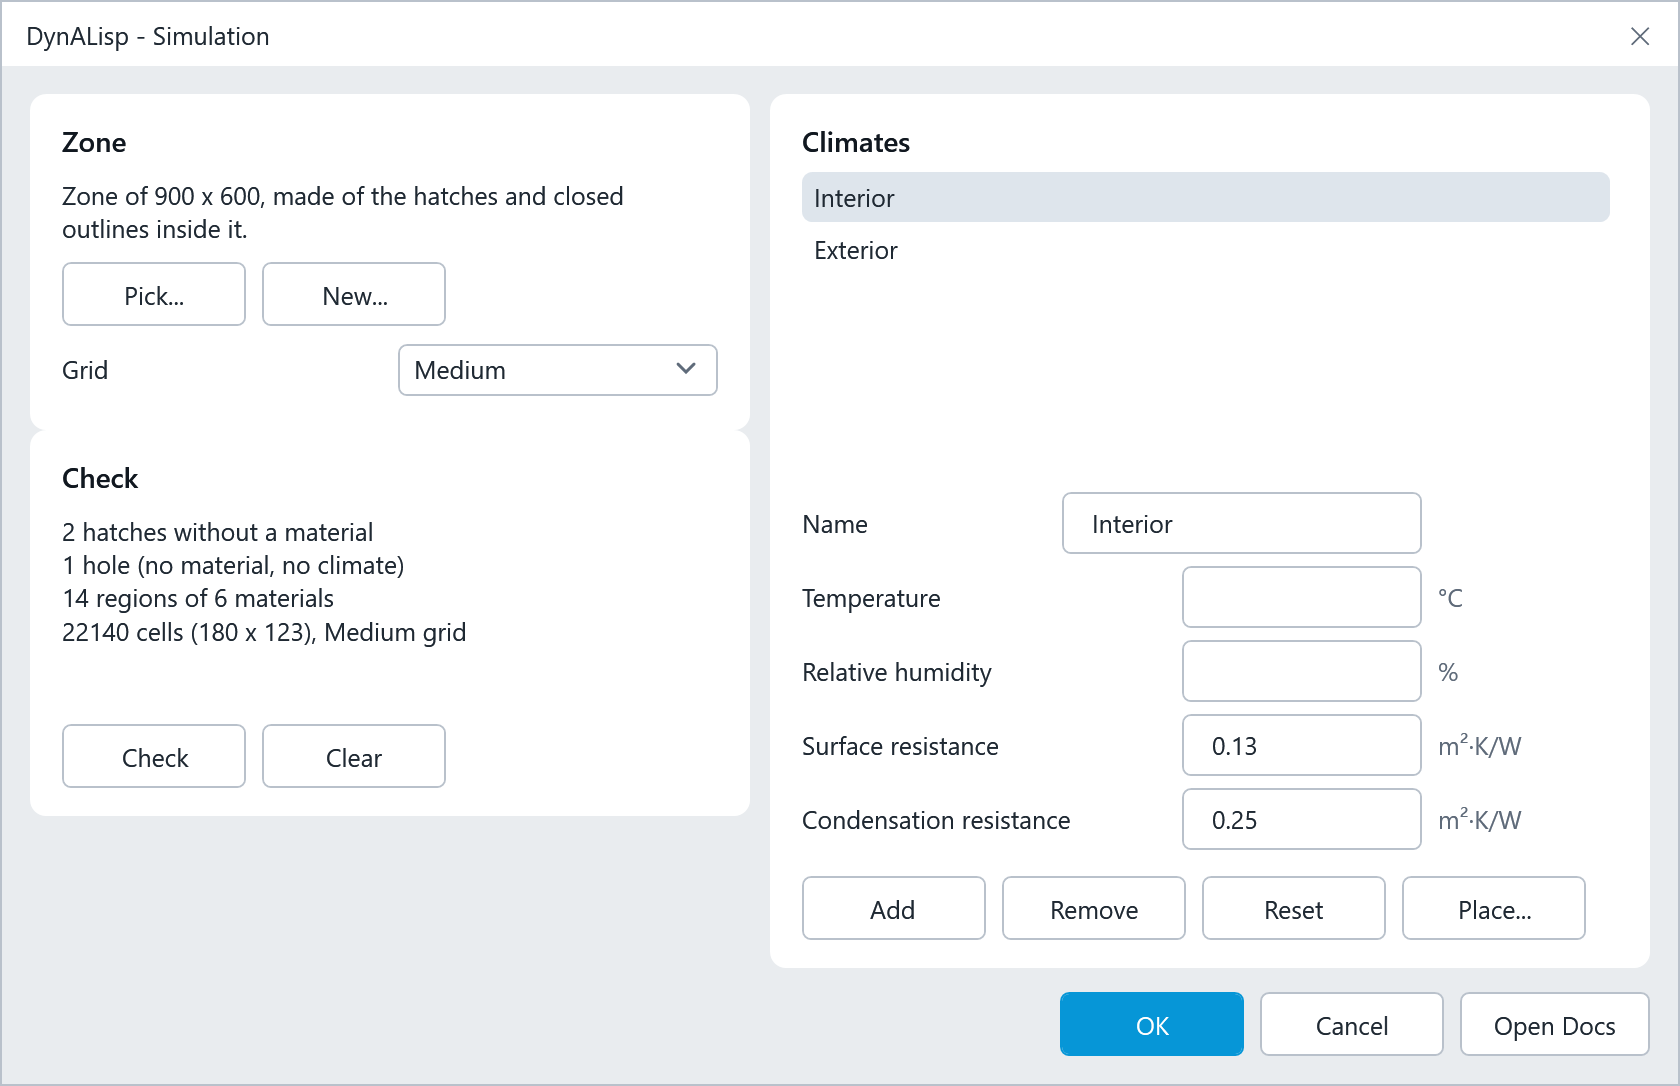 DynALisp - Simulation
Zone
Zone of 900 x 600, made of the hatches and closed
outlines inside it.
Pick...
New...
Grid
Medium
Check
2 hatches without a material
1 hole (no material, no climate)
14 regions of 6 materials
22140 cells (180 x 123), Medium grid
Check
Clear
Climates
Interior
Exterior
Name
Interior
Temperature
°C
Relative humidity
%
Surface resistance
0.13
m²·K/W
Condensation resistance
0.25
m²·K/W
Add
Remove
Reset
Place...
OK
Cancel
Open Docs